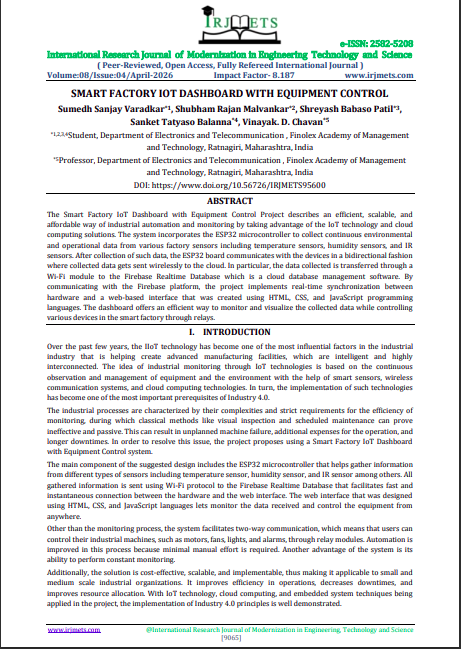 IRJMETS
e-ISSN: 2582-5208
International Research Journal of Modernization in Engineering Technology and Science
( Peer-Reviewed, Open Access, Fully Refereed International Journal )
Volume:08/Issue:04/April-2026 Impact Factor- 8.187 www.irjmets.com
SMART FACTORY IOT DASHBOARD WITH EQUIPMENT CONTROL
Sumedh Sanjay Varadkar*1, Shubham Rajan Malvankar*2, Shreyash Babaso Patil*3,
Sanket Tatyaso Balanna*4, Vinayak. D. Chavan*5
*1,2,3,4Student, Department of Electronics and Telecommunication , Finolex Academy of Management
and Technology, Ratnagiri, Maharashtra, India
*5Professor, Department of Electronics and Telecommunication , Finolex Academy of Management
and Technology, Ratnagiri, Maharashtra, India
DOI: https://www.doi.org/10.56726/IRJMETS95600
ABSTRACT
The Smart Factory IoT Dashboard with Equipment Control Project describes an efficient, scalable, and
affordable way of industrial automation and monitoring by taking advantage of the IoT technology and cloud
computing solutions. The system incorporates the ESP32 microcontroller to collect continuous environmental
and operational data from various factory sensors including temperature sensors, humidity sensors, and IR
sensors. After collection of such data, the ESP32 board communicates with the devices in a bidirectional fashion
where collected data gets sent wirelessly to the cloud. In particular, the data collected is transferred through a
Wi-Fi module to the Firebase Realtime Database which is a cloud database management software. By
communicating with the Firebase platform, the project implements real-time synchronization between
hardware and a web-based interface that was created using HTML, CSS, and JavaScript programming
languages. The dashboard offers an efficient way to monitor and visualize the collected data while controlling
various devices in the smart factory through relays.
I. INTRODUCTION
Over the past few years, the IIoT technology has become one of the most influential factors in the industrial
industry that is helping create advanced manufacturing facilities, which are intelligent and highly
interconnected. The idea of industrial monitoring through IoT technologies is based on the continuous
observation and management of equipment and the environment with the help of smart sensors, wireless
communication systems, and cloud computing technologies. In turn, the implementation of such technologies
has become one of the most important prerequisites of Industry 4.0.
The industrial processes are characterized by their complexities and strict requirements for the efficiency of
monitoring, during which classical methods like visual inspection and scheduled maintenance can prove
ineffective and passive. This can result in unplanned machine failure, additional expenses for the operation, and
longer downtimes. In order to resolve this issue, the project proposes using a Smart Factory IoT Dashboard
with Equipment Control system.
The main component of the suggested design includes the ESP32 microcontroller that helps gather information
from different types of sensors including temperature sensor, humidity sensor, and IR sensor among others. All
gathered information is sent using Wi-Fi protocol to the Firebase Realtime Database that facilitates fast and
instantaneous connection between the hardware and the web interface. The web interface that was designed
using HTML, CSS, and JavaScript languages lets monitor the data received and control the equipment from
anywhere.
Other than the monitoring process, the system facilitates two-way communication, which means that users can
control their industrial machines, such as motors, fans, lights, and alarms, through relay modules. Automation is
improved in this process because minimal manual effort is required. Another advantage of the system is its
ability to perform constant monitoring.
Additionally, the solution is cost-effective, scalable, and implementable, thus making it applicable to small and
medium scale industrial organizations. It improves efficiency in operations, decreases downtimes, and
improves resource allocation. With IoT technology, cloud computing, and embedded system techniques being
applied in the project, the implementation of Industry 4.0 principles is well demonstrated.
www.irjmets.com @International Research Journal of Modernization in Engineering, Technology and Science
[9065]